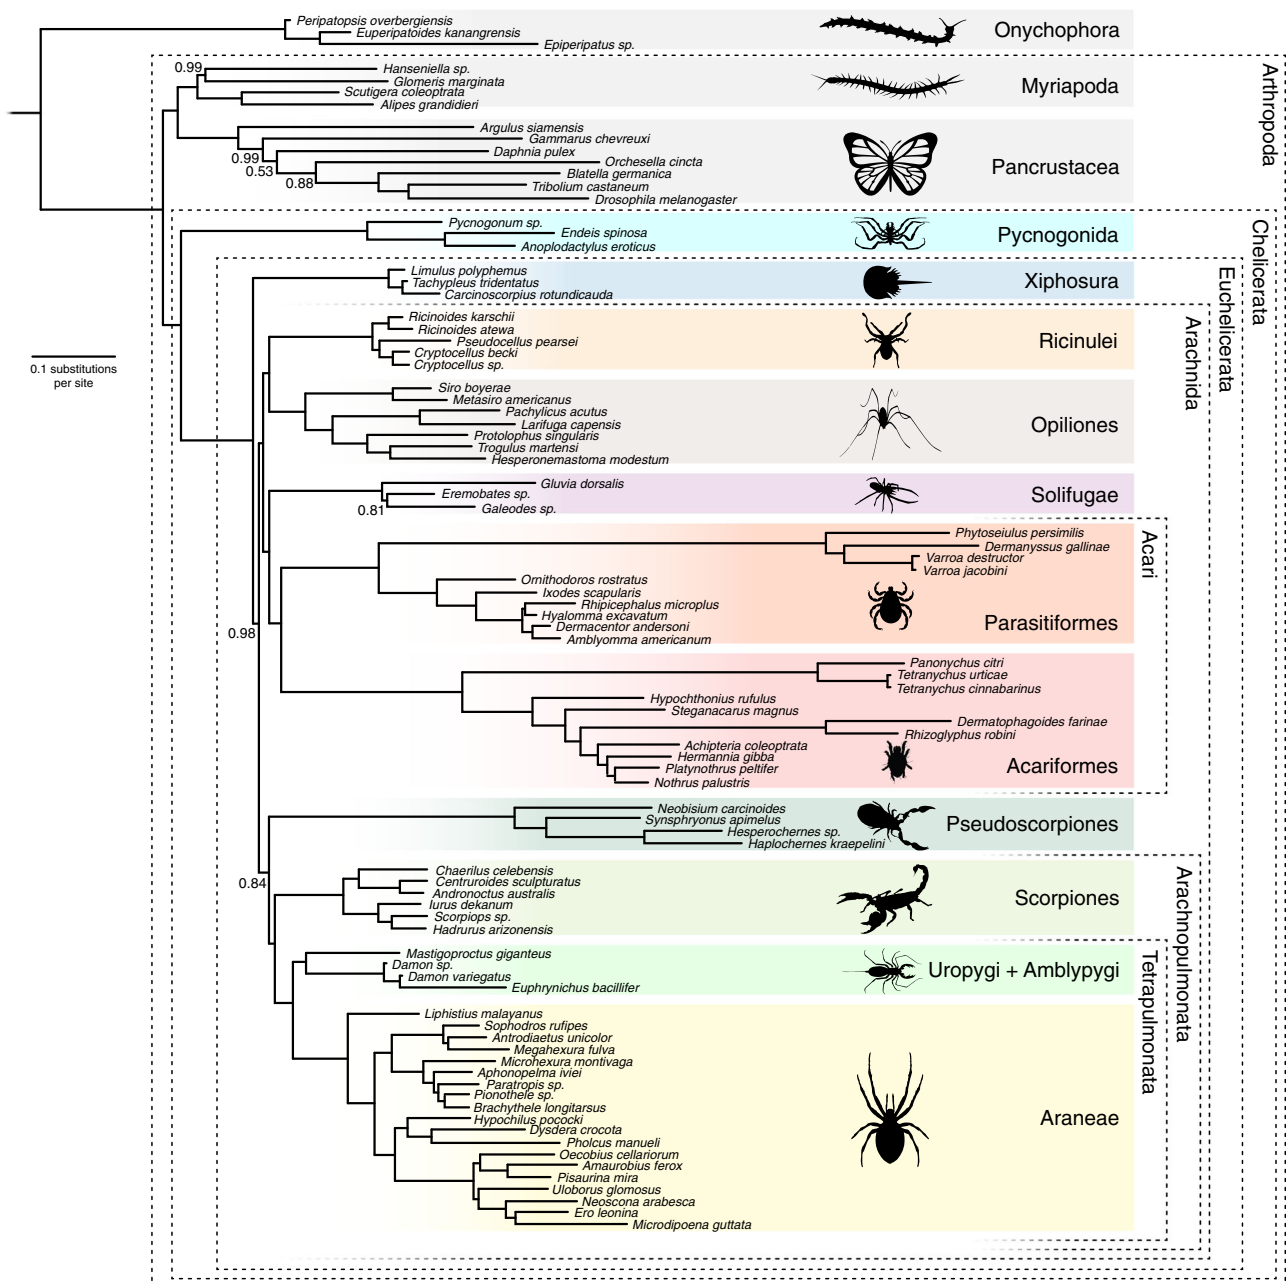 Peripatopsis overbergiensis
Euperipatoides kanangrensis
Epiperipatus sp.
Onychophora
Arthropoda
0.99
Hanseniella sp.
Glomeris marginata
Scutigera coleoptrata
Alipes grandidieri
Myriapoda
Argulus siamensis
Gammarus chevreuxi
0.99
Daphnia pulex
0.53
Orchesella cincta
0.88
Blatella germanica
Tribolium castaneum
Drosophila melanogaster
Pancrustacea
Chelicerata
Pycnogonum sp.
Endeis spinosa
Anoplodactylus eroticus
Pycnogonida
Euchelicerata
Limulus polyphemus
Tachypleus tridentatus
Carcinoscorpius rotundicauda
Xiphosura
Arachnida
Ricinoides karschii
Ricinoides atewa
Pseudocellus pearsei
Cryptocellus becki
Cryptocellus sp.
Ricinulei
0.1 substitutions
per site
Siro boyerae
Metasiro americanus
Pachylicus acutus
Larifuga capensis
Protolophus singularis
Trogulus martensi
Hesperonemastoma modestum
Opiliones
Gluvia dorsalis
Eremobates sp.
0.81
Galeodes sp.
Solifugae
Acari
Phytoseiulus persimilis
Dermanyssus gallinae
Varroa destructor
Varroa jacobini
Ornithodoros rostratus
Ixodes scapularis
Rhipicephalus microplus
Hyalomma excavatum
Dermacentor andersoni
Amblyomma americanum
Parasitiformes
0.98
Panonychus citri
Tetranychus urticae
Tetranychus cinnabarinus
Hypochthonius rufulus
Steganacarus magnus
Dermatophagoides farinae
Rhizoglyphus robini
Achipteria coleoptrata
Hermannia gibba
Platynothrus peltifer
Nothrus palustris
Acariformes
Neobisium carcinoides
Synsphryonus apimelus
Hesperochernes sp.
Haplochernes kraepelini
Pseudoscorpiones
0.84
Arachnopulmonata
Chaerilus celebensis
Centruroides sculpturatus
Andronoctus australis
Iurus dekanum
Scorpiops sp.
Hadrurus arizonensis
Scorpiones
Tetrapulmonata
Mastigoproctus giganteus
Damon sp.
Damon variegatus
Euphrynichus bacillifer
Uropygi + Amblypygi
Liphistius malayanus
Sophodros rufipes
Antrodiaetus unicolor
Megahexura fulva
Microhexura montivaga
Aphonopelma iviei
Paratropis sp.
Pionothele sp.
Brachythele longitarsus
Hypochilus pococki
Dysdera crocota
Pholcus manueli
Oecobius cellariorum
Amaurobius ferox
Pisaurina mira
Uloborus glomosus
Neoscona arabesca
Ero leonina
Microdipoena guttata
Araneae